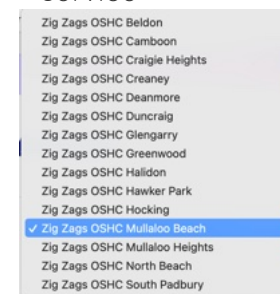 Zig Zags OSHC Beldon
Zig Zags OSHC Camboon
Zig Zags OSHC Craigie Heights
Zig Zags OSHC Creaney
Zig Zags OSHC Deanmore
Zig Zags OSHC Duncraig
Zig Zags OSHC Glengarry
Zig Zags OSHC Greenwood
Zig Zags OSHC Halidon
Zig Zags OSHC Hawker Park
Zig Zags OSHC Hocking
✓ Zig Zags OSHC Mullaloo Beach
Zig Zags OSHC Mullaloo Heights
Zig Zags OSHC North Beach
Zig Zags OSHC South Padbury